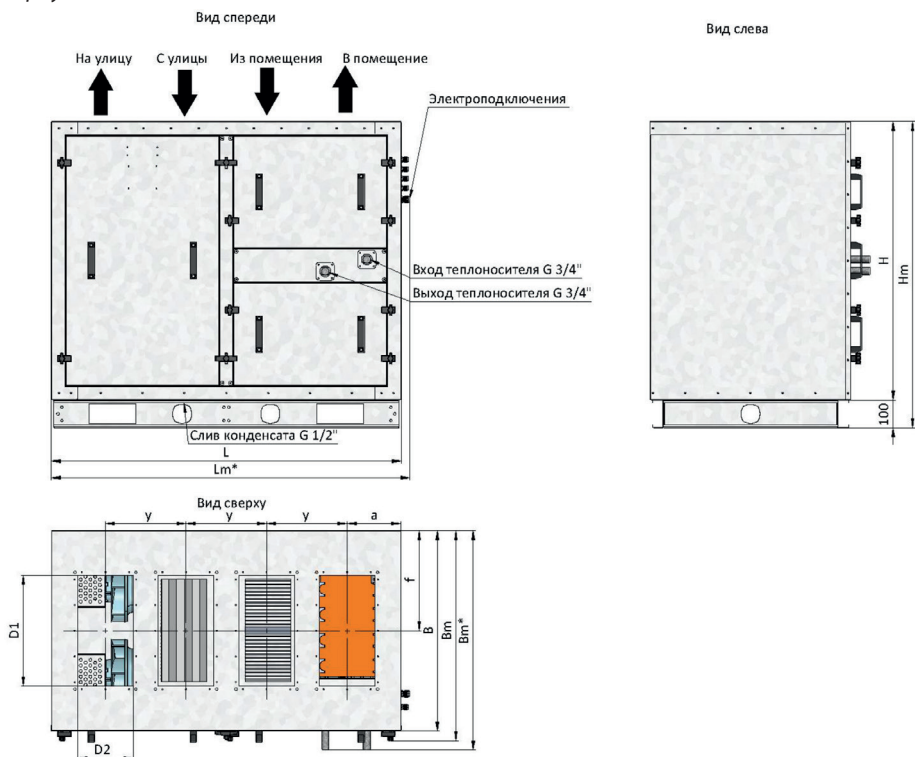 Вид спереди
Вид слева
На улицу
С улицы
Из помещения
В помещение
Электроподключения
Вход теплоносителя G 3/4"
Выход теплоносителя G 3/4"
H
Hm
100
Слив конденсата G 1/2"
L
Lm*
Вид сверху
y
y
y
a
f
D1
B
Bm
Bm*
D2